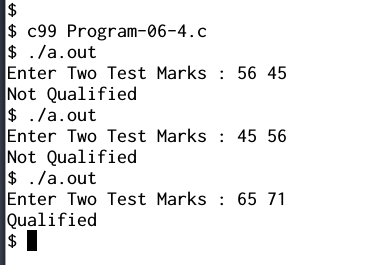 $
$ c99 Program-06-4.c
$ ./a.out
Enter Two Test Marks : 56 45
Not Qualified
$ ./a.out
Enter Two Test Marks : 45 56
Not Qualified
$ ./a.out
Enter Two Test Marks : 65 71
Qualified
$